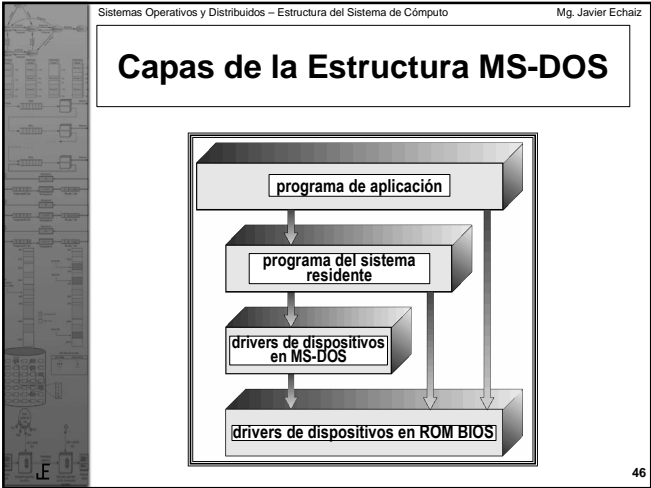 Sistemas Operativos y Distribuidos – Estructura del Sistema de Cómputo Mg. Javier Echaiz
Capas de la Estructura MS-DOS
programa de aplicación
programa del sistema
residente
drivers de dispositivos
en MS-DOS
drivers de dispositivos en ROM BIOS
JE
46